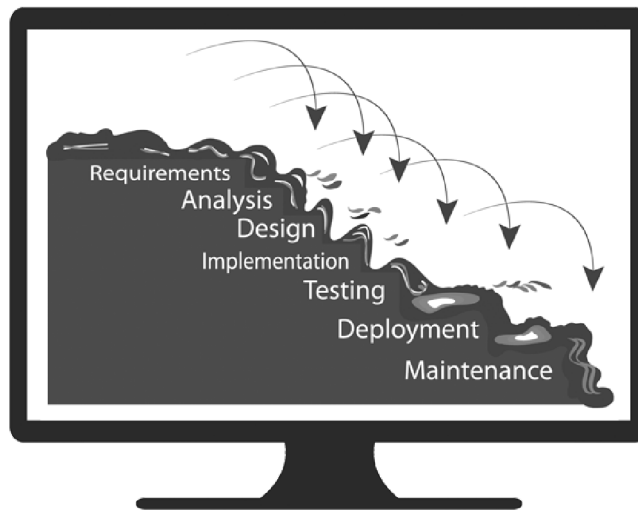 Requirements
Analysis
Design
Implementation
Testing
Deployment
Maintenance